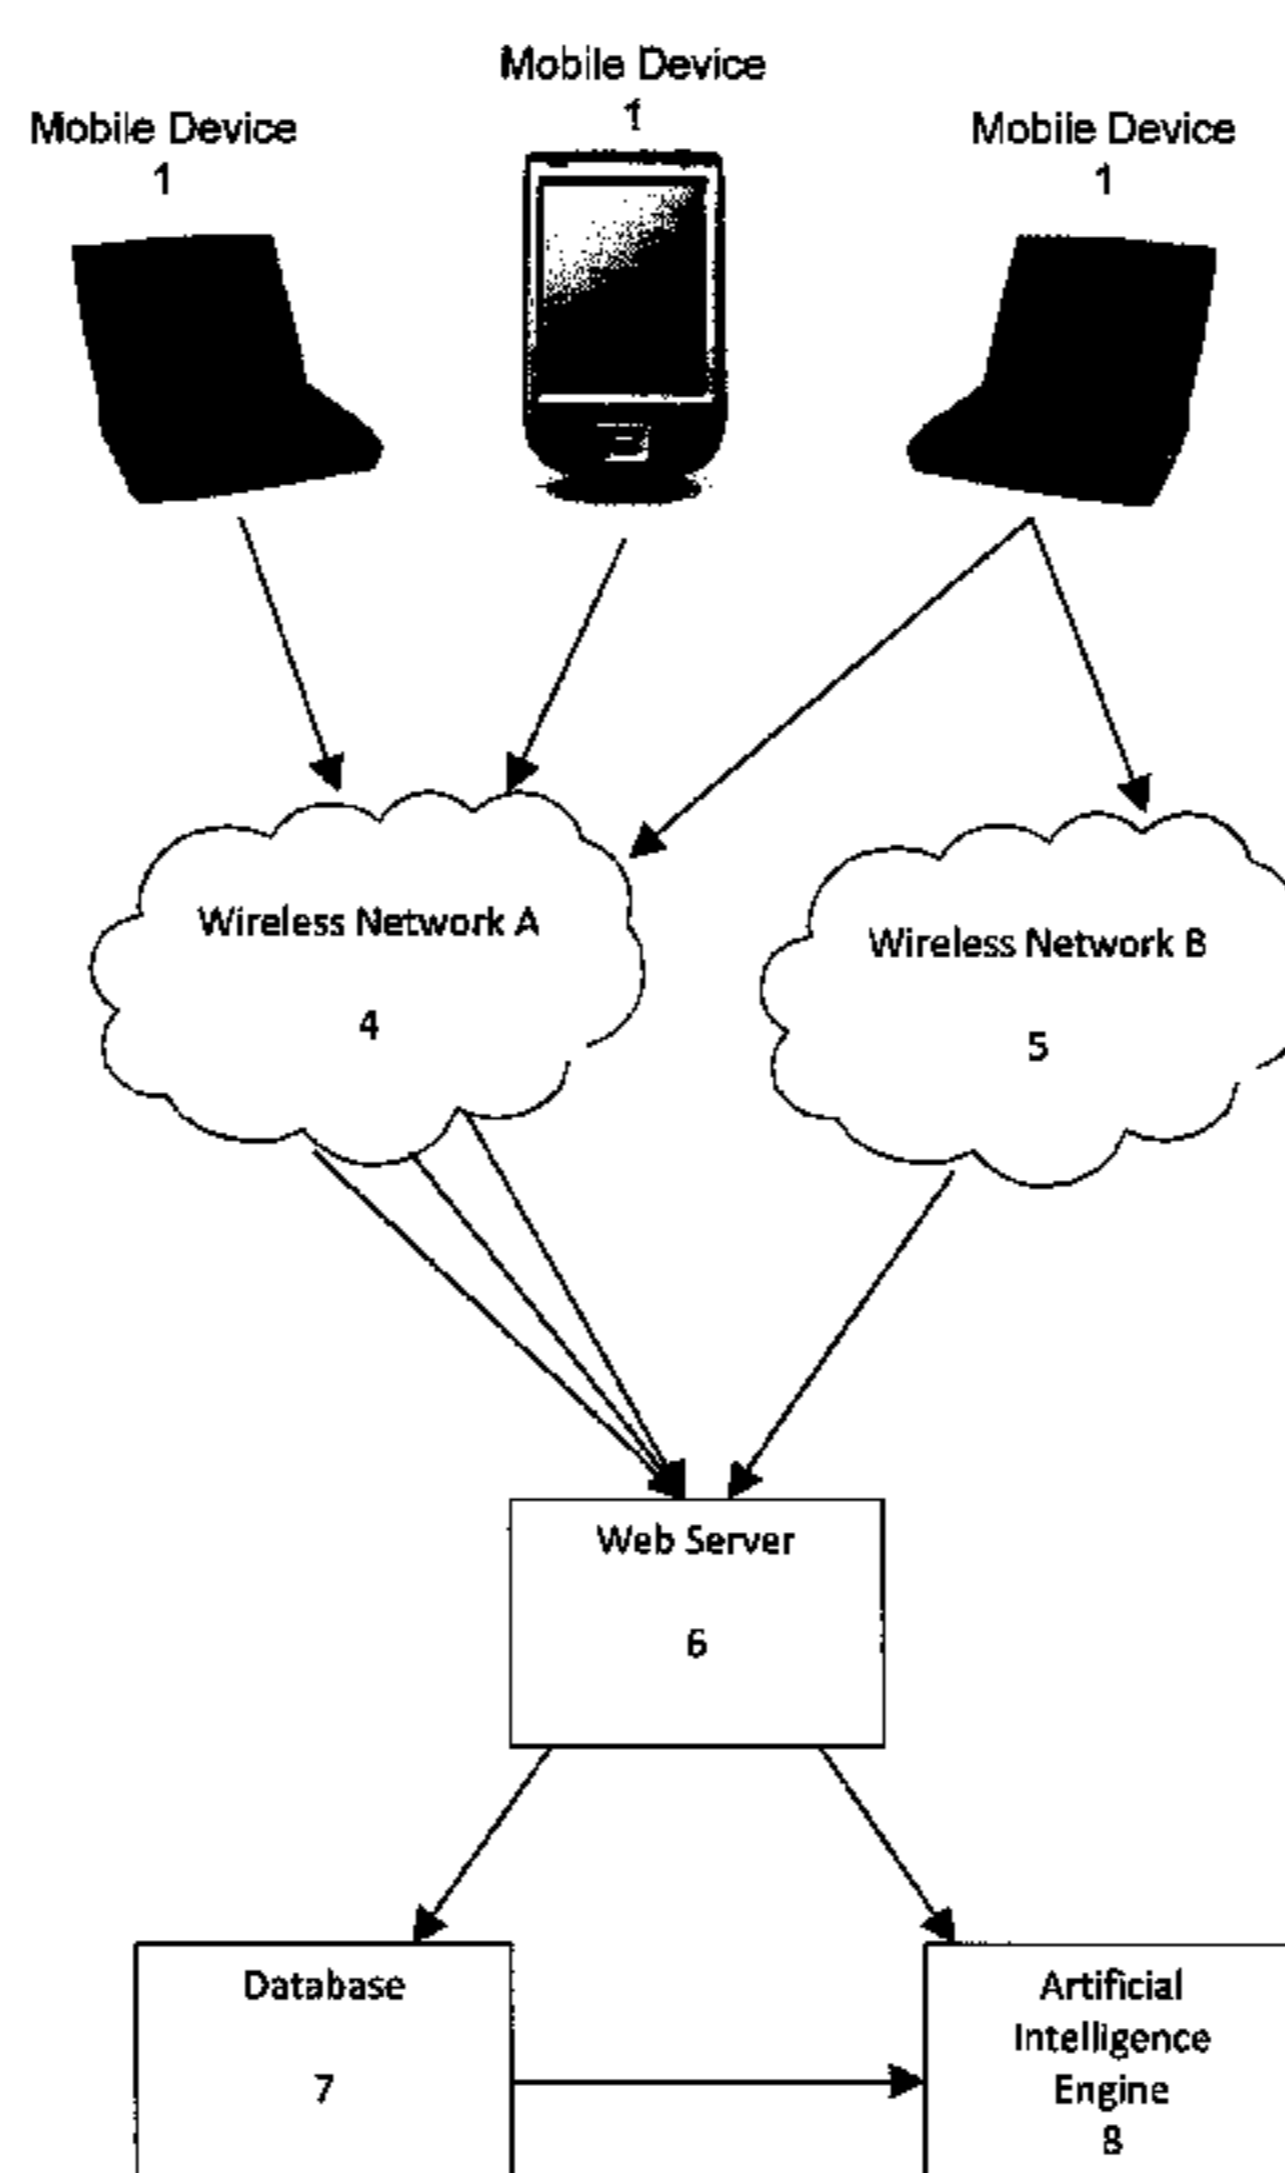 Mobile Device
1
Mobile Device
1
Mobile Device
1
Wireless Network A
4
Wireless Network B
5
Web Server
6
Database
7
Artificial
Intelligence
Engine
8